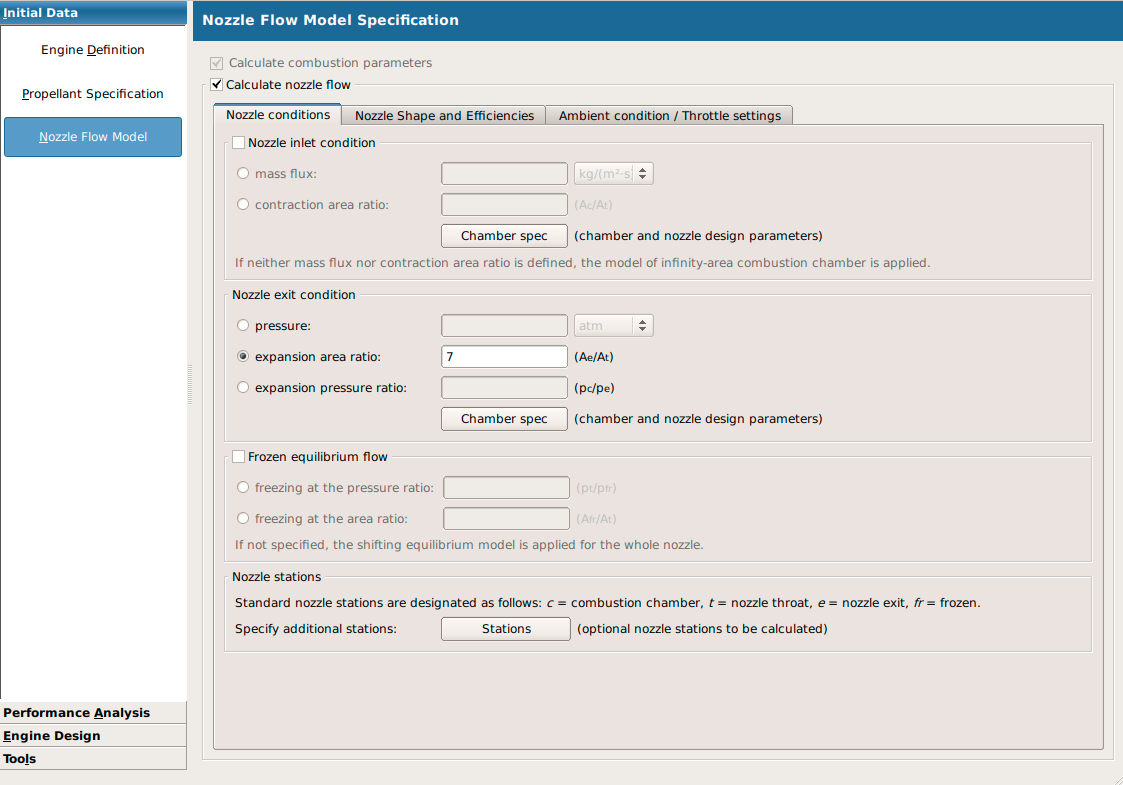 Initial Data
Nozzle Flow Model Specification
Engine Definition
Propellant Specification
Nozzle Flow Model
Calculate combustion parameters
Calculate nozzle flow
Nozzle conditions
Nozzle Shape and Efficiencies
Ambient condition / Throttle settings
Nozzle inlet condition
mass flux:
kg/(m²·s
contraction area ratio:
(Ac/At)
Chamber spec
(chamber and nozzle design parameters)
If neither mass flux nor contraction area ratio is defined, the model of infinity-area combustion chamber is applied.
Nozzle exit condition
pressure:
atm
expansion area ratio:
7
(Ae/At)
expansion pressure ratio:
(pc/pe)
Chamber spec
(chamber and nozzle design parameters)
Frozen equilibrium flow
freezing at the pressure ratio:
(pt/pfr)
freezing at the area ratio:
(Afr/At)
If not specified, the shifting equilibrium model is applied for the whole nozzle.
Nozzle stations
Standard nozzle stations are designated as follows: c = combustion chamber, t = nozzle throat, e = nozzle exit, fr = frozen.
Specify additional stations:
Stations
(optional nozzle stations to be calculated)
Performance Analysis
Engine Design
Tools